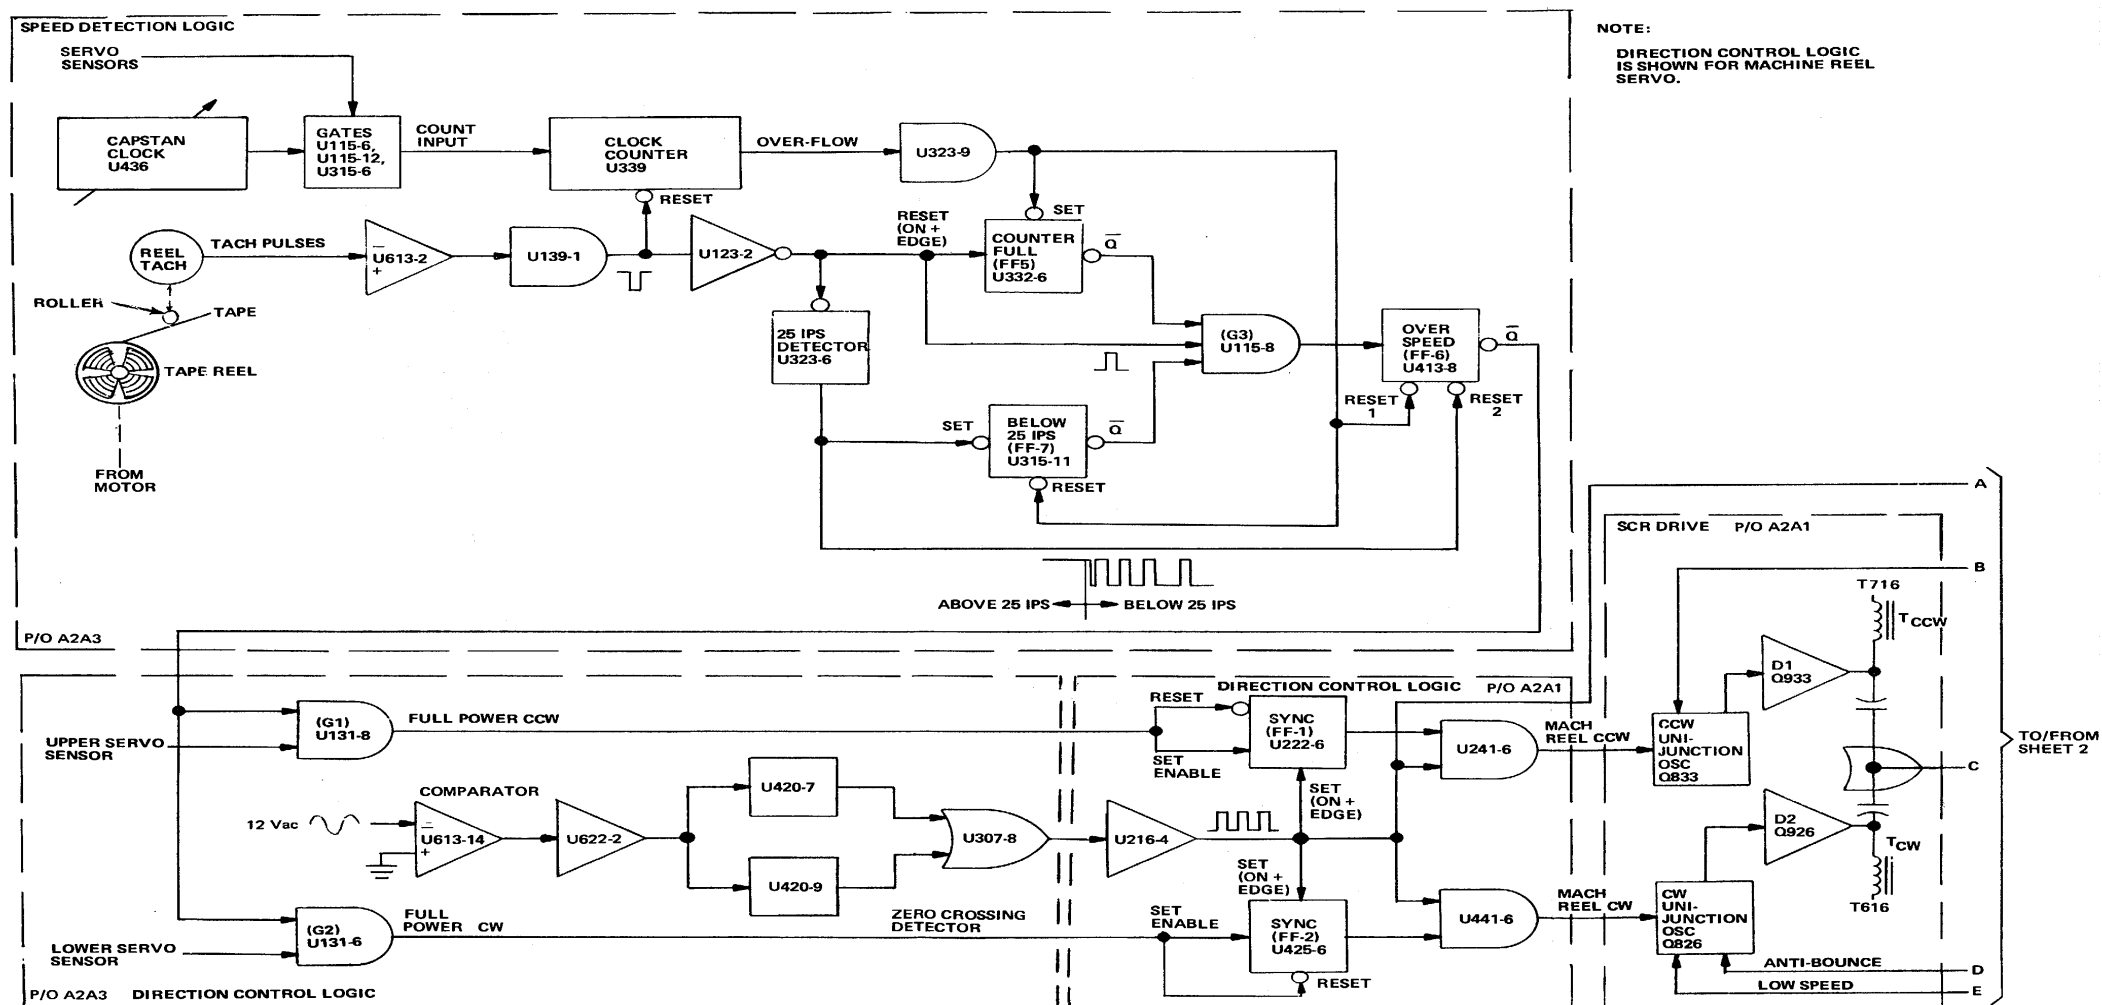 SPEED DETECTION LOGIC
SERVO
SENSORS
NOTE:
DIRECTION CONTROL LOGIC
IS SHOWN FOR MACHINE REEL
SERVO.
CAPSTAN
CLOCK
U436
GATES
U115-6,
U115-12,
U315-6
COUNT
INPUT
CLOCK
COUNTER
U339
OVER-FLOW
U323-9
RESET
SET
RESET
(ON +
EDGE)
REEL
TACH
TACH PULSES
–
U613-2
+
U139-1
U123-2
COUNTER
FULL
(FF5)
U332-6
Q̅
ROLLER
TAPE
TAPE REEL
FROM
MOTOR
25 IPS
DETECTOR
U323-6
(G3)
U115-8
OVER
SPEED
(FF-6)
U413-8
Q̅
RESET
1
RESET
2
SET
BELOW
25 IPS
(FF-7)
U315-11
Q̅
RESET
ABOVE 25 IPS
BELOW 25 IPS
P/O A2A3
A
SCR DRIVE P/O A2A1
B
T716
TCCW
D1
Q933
DIRECTION CONTROL LOGIC P/O A2A1
RESET
SET
ENABLE
SYNC
(FF-1)
U222-6
(G1)
U131-8
FULL POWER CCW
UPPER SERVO
SENSOR
U241-6
MACH
REEL CCW
CCW
UNI-
JUNCTION
OSC
Q833
TO/FROM
SHEET 2
C
COMPARATOR
12 Vac
–
U613-14
+
U622-2
U420-7
U420-9
U307-8
U216-4
SET
(ON +
EDGE)
SET
(ON +
EDGE)
D2
Q926
TCW
T616
(G2)
U131-6
FULL
POWER CW
LOWER SERVO
SENSOR
ZERO CROSSING
DETECTOR
SET
ENABLE
SYNC
(FF-2)
U425-6
RESET
U441-6
MACH
REEL CW
CW
UNI-
JUNCTION
OSC
Q826
ANTI-BOUNCE
D
LOW SPEED
E
P/O A2A3 DIRECTION CONTROL LOGIC